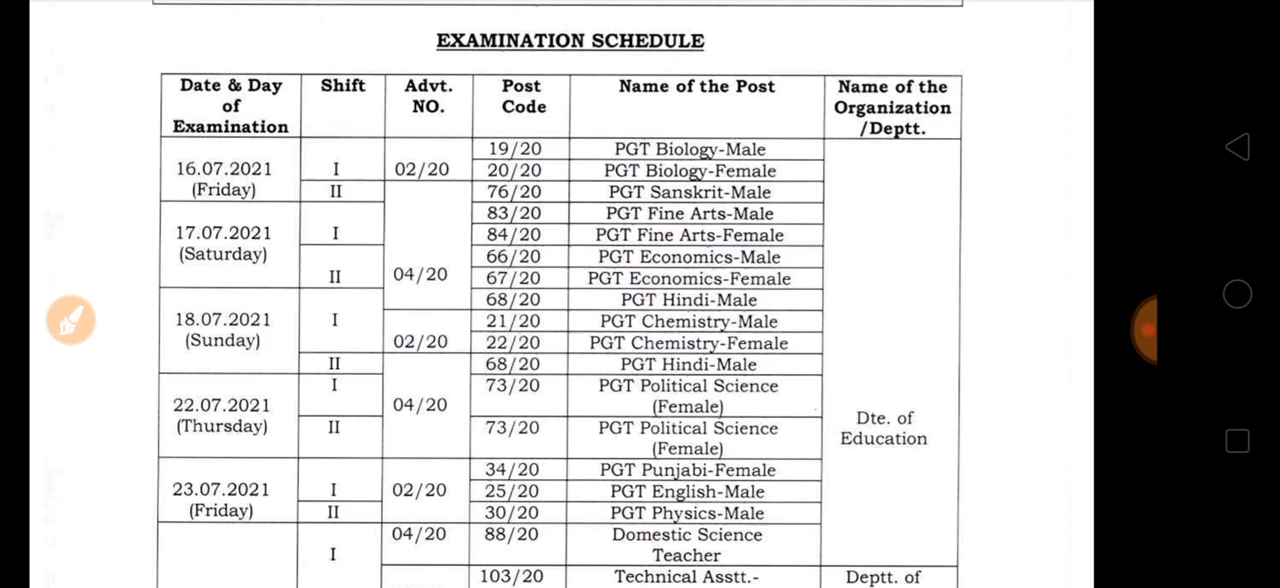 EXAMINATION SCHEDULE
Date & Day of Examination Shift Advt. NO. Post Code Name of the Post Name of the Organization /Deptt.
16.07.2021 (Friday) I 02/20 19/20 PGT Biology-Male Dte. of Education
20/20 PGT Biology-Female
II 04/20 76/20 PGT Sanskrit-Male
17.07.2021 (Saturday) I 83/20 PGT Fine Arts-Male
84/20 PGT Fine Arts-Female
66/20 PGT Economics-Male
II 67/20 PGT Economics-Female
18.07.2021 (Sunday) I 68/20 PGT Hindi-Male
02/20 21/20 PGT Chemistry-Male
22/20 PGT Chemistry-Female
II 04/20 68/20 PGT Hindi-Male
22.07.2021 (Thursday) I 73/20 PGT Political Science (Female)
II 73/20 PGT Political Science (Female)
23.07.2021 (Friday) I 02/20 34/20 PGT Punjabi-Female
25/20 PGT English-Male
II 30/20 PGT Physics-Male
I 04/20 88/20 Domestic Science Teacher
103/20 Technical Asstt.- Deptt. of